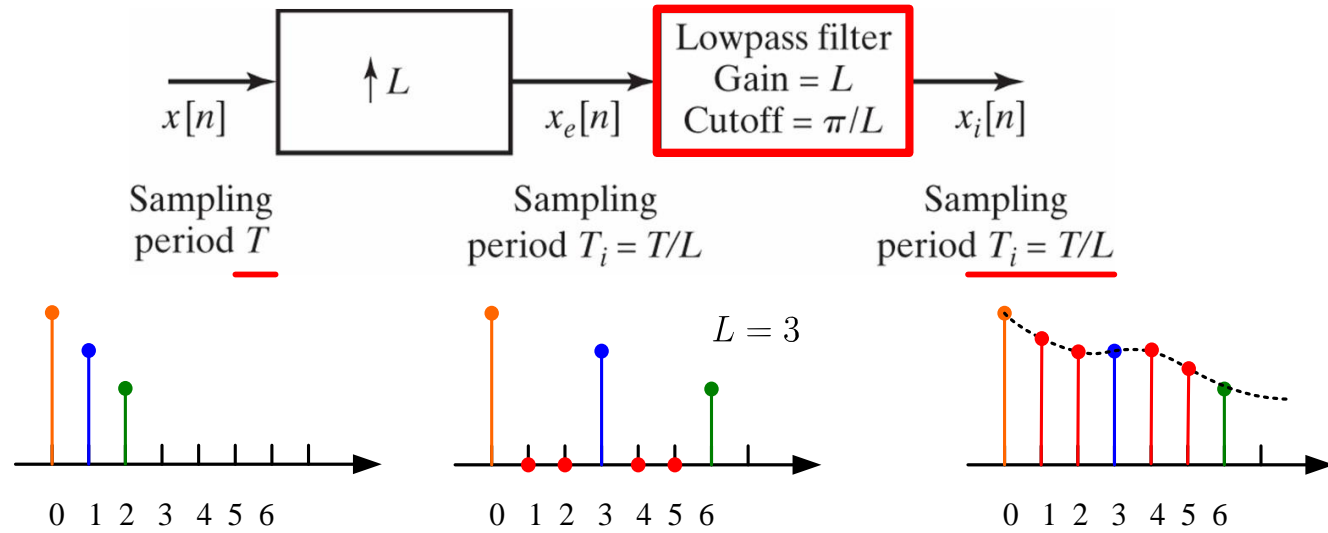 ↑ L
Lowpass filter
Gain = L
Cutoff = π/L
x[n]
x_e[n]
x_i[n]
Sampling
period T
Sampling
period T_i = T/L
Sampling
period T_i = T/L
L = 3
0 1 2 3 4 5 6
0 1 2 3 4 5 6
0 1 2 3 4 5 6